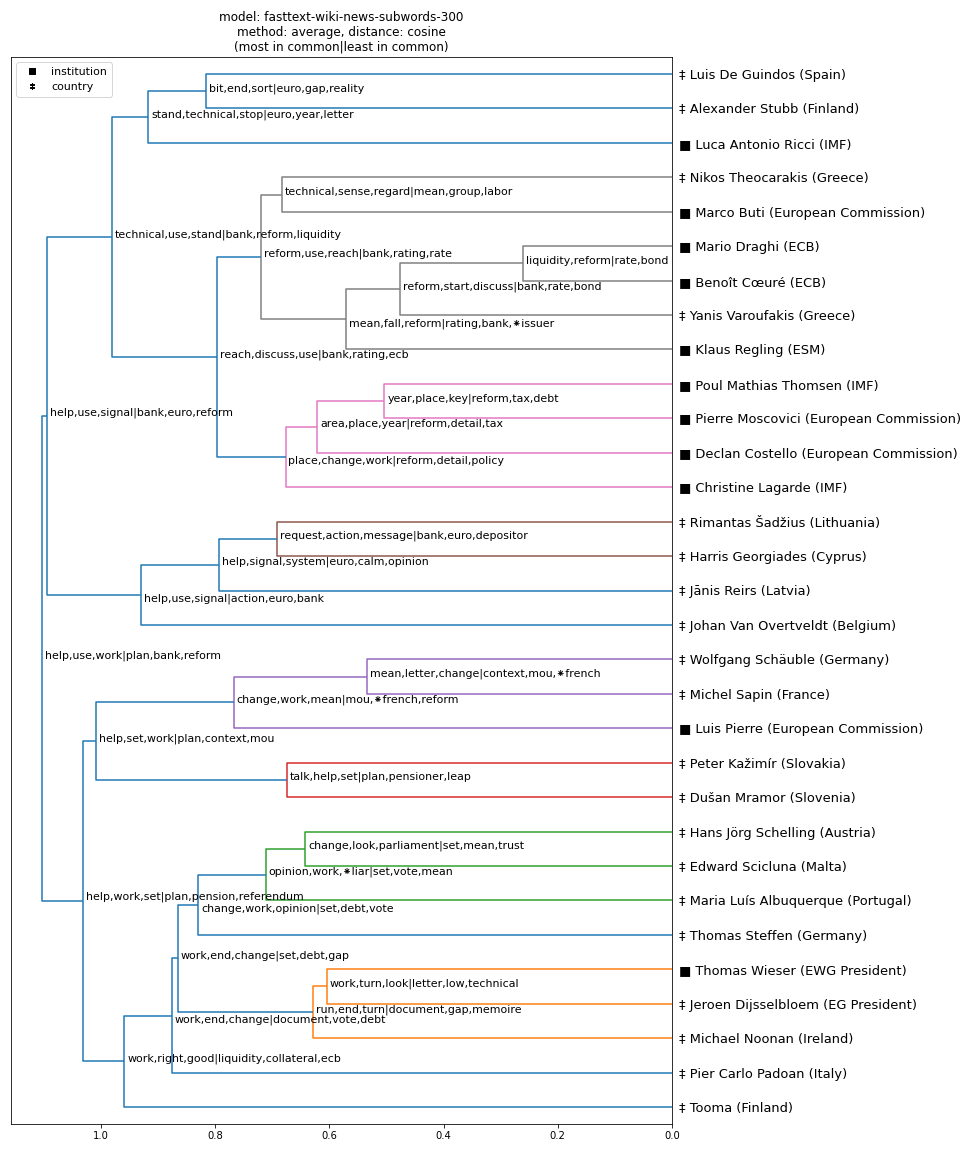 model: fasttext-wiki-news-subwords-300
method: average, distance: cosine
(most in common|least in common)
■ institution
‡ country
‡ Luis De Guindos (Spain)
bit,end,sort|euro,gap,reality
‡ Alexander Stubb (Finland)
stand,technical,stop|euro,year,letter
■ Luca Antonio Ricci (IMF)
‡ Nikos Theocarakis (Greece)
technical,sense,regard|mean,group,labor
■ Marco Buti (European Commission)
technical,use,stand|bank,reform,liquidity
■ Mario Draghi (ECB)
reform,use,reach|bank,rating,rate
liquidity,reform|rate,bond
■ Benoît Cœuré (ECB)
reform,start,discuss|bank,rate,bond
‡ Yanis Varoufakis (Greece)
mean,fall,reform|rating,bank,⁕issuer
■ Klaus Regling (ESM)
reach,discuss,use|bank,rating,ecb
■ Poul Mathias Thomsen (IMF)
year,place,key|reform,tax,debt
help,use,signal|bank,euro,reform
■ Pierre Moscovici (European Commission)
area,place,year|reform,detail,tax
■ Declan Costello (European Commission)
place,change,work|reform,detail,policy
■ Christine Lagarde (IMF)
‡ Rimantas Šadžius (Lithuania)
request,action,message|bank,euro,depositor
‡ Harris Georgiades (Cyprus)
help,signal,system|euro,calm,opinion
‡ Jānis Reirs (Latvia)
help,use,signal|action,euro,bank
‡ Johan Van Overtveldt (Belgium)
help,use,work|plan,bank,reform
‡ Wolfgang Schäuble (Germany)
mean,letter,change|context,mou,⁕french
‡ Michel Sapin (France)
change,work,mean|mou,⁕french,reform
■ Luis Pierre (European Commission)
help,set,work|plan,context,mou
‡ Peter Kažimír (Slovakia)
talk,help,set|plan,pensioner,leap
‡ Dušan Mramor (Slovenia)
‡ Hans Jörg Schelling (Austria)
change,look,parliament|set,mean,trust
‡ Edward Scicluna (Malta)
opinion,work,⁕liar|set,vote,mean
help,work,set|plan,pension,referendum
‡ Maria Luís Albuquerque (Portugal)
change,work,opinion|set,debt,vote
‡ Thomas Steffen (Germany)
work,end,change|set,debt,gap
■ Thomas Wieser (EWG President)
work,turn,look|letter,low,technical
‡ Jeroen Dijsselbloem (EG President)
run,end,turn|document,gap,memoire
work,end,change|document,vote,debt
‡ Michael Noonan (Ireland)
work,right,good|liquidity,collateral,ecb
‡ Pier Carlo Padoan (Italy)
‡ Tooma (Finland)
1.0 0.8 0.6 0.4 0.2 0.0